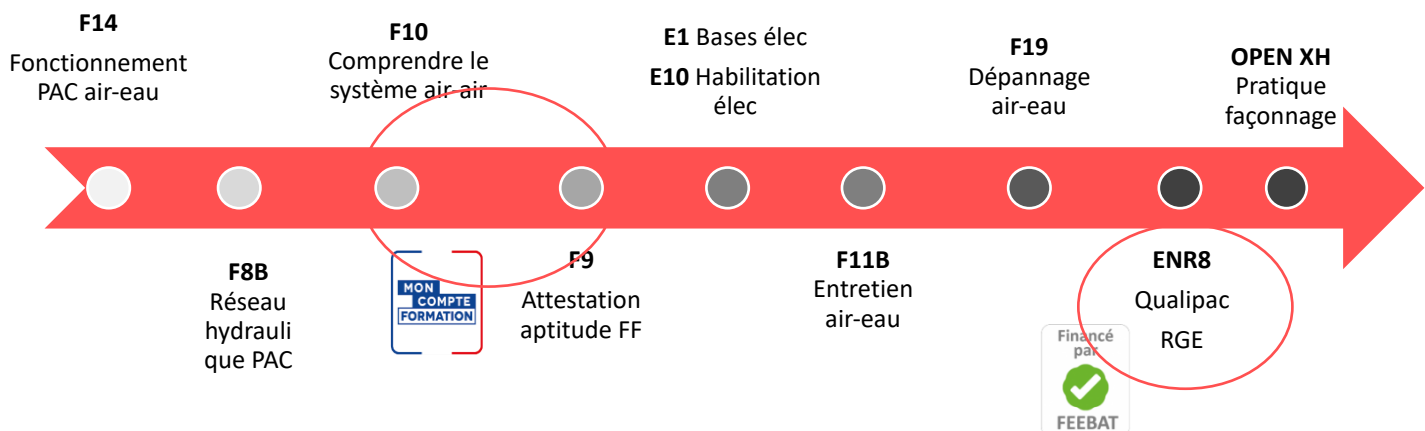 F14
Fonctionnement
PAC air-eau
F10
Comprendre le
système air-air
E1 Bases élec
E10 Habilitation
élec
F19
Dépannage
air-eau
OPEN XH
Pratique
façonnage
F8B
Réseau
hydrauli
que PAC
MON
COMPTE
FORMATION
F9
Attestation
aptitude FF
F11B
Entretien
air-eau
ENR8
Qualipac
RGE
Financé
par
FEEBAT